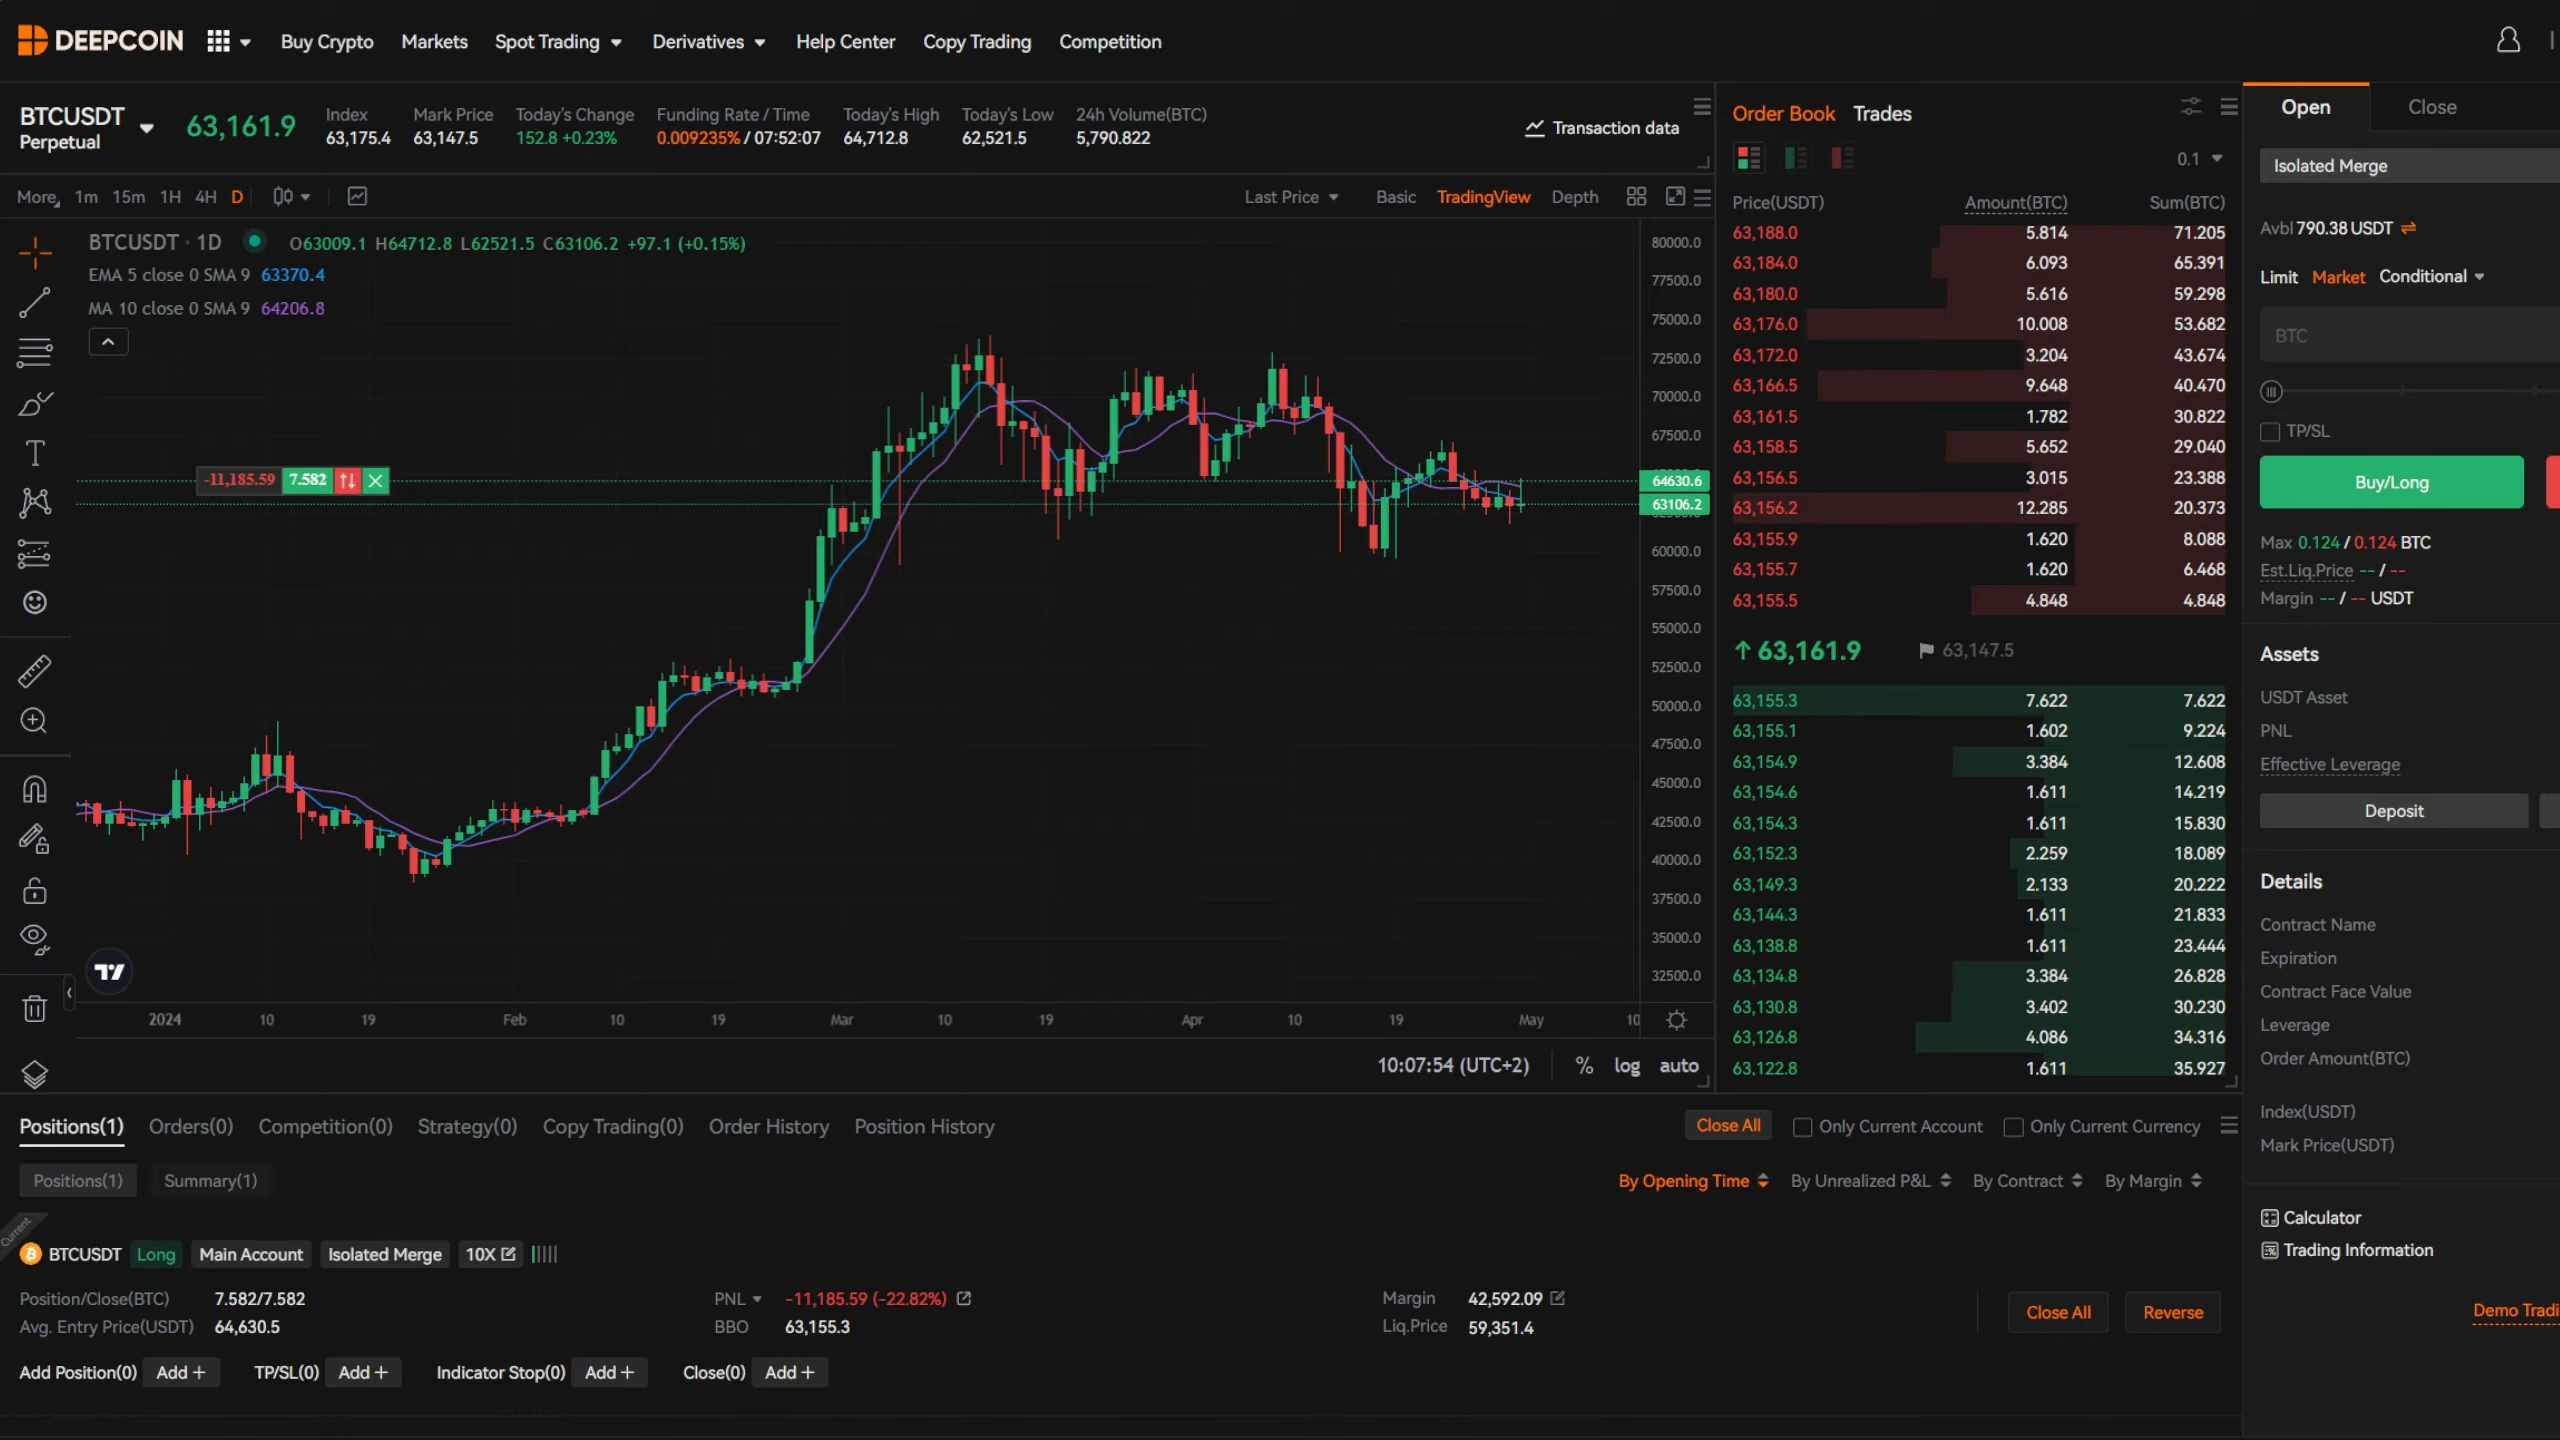 DEEPCOIN Buy Crypto Markets Spot Trading Derivatives Help Center Copy Trading Competition
BTCUSDT
Perpetual
63,161.9
Index
63,175.4
Mark Price
63,147.5
Today's Change
152.8 +0.23%
Funding Rate / Time
0.009235% / 07:52:07
Today's High
64,712.8
Today's Low
62,521.5
24h Volume(BTC)
5,790.822
Transaction data
More 1m 15m 1H 4H D
Last Price Basic TradingView Depth
BTCUSDT · 1D O63009.1 H64712.8 L62521.5 C63106.2 +97.1 (+0.15%)
EMA 5 close 0 SMA 9 63370.4
MA 10 close 0 SMA 9 64206.8
-11,185.59 7.582
80000.0
77500.0
75000.0
72500.0
70000.0
67500.0
64630.6
63106.2
60000.0
57500.0
55000.0
52500.0
50000.0
47500.0
45000.0
42500.0
40000.0
37500.0
35000.0
32500.0
2024 10 19 Feb 10 19 Mar 10 19 Apr 10 19 May 10
10:07:54 (UTC+2) % log auto
Order Book Trades
0.1
Price(USDT) Amount(BTC) Sum(BTC)
63,188.0 5.814 71.205
63,184.0 6.093 65.391
63,180.0 5.616 59.298
63,176.0 10.008 53.682
63,172.0 3.204 43.674
63,166.5 9.648 40.470
63,161.5 1.782 30.822
63,158.5 5.652 29.040
63,156.5 3.015 23.388
63,156.2 12.285 20.373
63,155.9 1.620 8.088
63,155.7 1.620 6.468
63,155.5 4.848 4.848
↑ 63,161.9 63,147.5
63,155.3 7.622 7.622
63,155.1 1.602 9.224
63,154.9 3.384 12.608
63,154.6 1.611 14.219
63,154.3 1.611 15.830
63,152.3 2.259 18.089
63,149.3 2.133 20.222
63,144.3 1.611 21.833
63,138.8 1.611 23.444
63,134.8 3.384 26.828
63,130.8 3.402 30.230
63,126.8 4.086 34.316
63,122.8 1.611 35.927
Open Close
Isolated Merge
Avbl 790.38 USDT
Limit Market Conditional
BTC
TP/SL
Buy/Long
Max 0.124 / 0.124 BTC
Est.Liq.Price -- / --
Margin -- / -- USDT
Assets
USDT Asset
PNL
Effective Leverage
Deposit
Details
Contract Name
Expiration
Contract Face Value
Leverage
Order Amount(BTC)
Index(USDT)
Mark Price(USDT)
Calculator
Trading Information
Demo Tradi
Positions(1) Orders(0) Competition(0) Strategy(0) Copy Trading(0) Order History Position History
Close All Only Current Account Only Current Currency
Positions(1) Summary(1)
By Opening Time By Unrealized P&L By Contract By Margin
Current
BTCUSDT Long Main Account Isolated Merge 10X
Position/Close(BTC) 7.582/7.582
Avg. Entry Price(USDT) 64,630.5
PNL -11,185.59 (-22.82%)
BBO 63,155.3
Margin 42,592.09
Liq.Price 59,351.4
Close All Reverse
Add Position(0) Add + TP/SL(0) Add + Indicator Stop(0) Add + Close(0) Add +